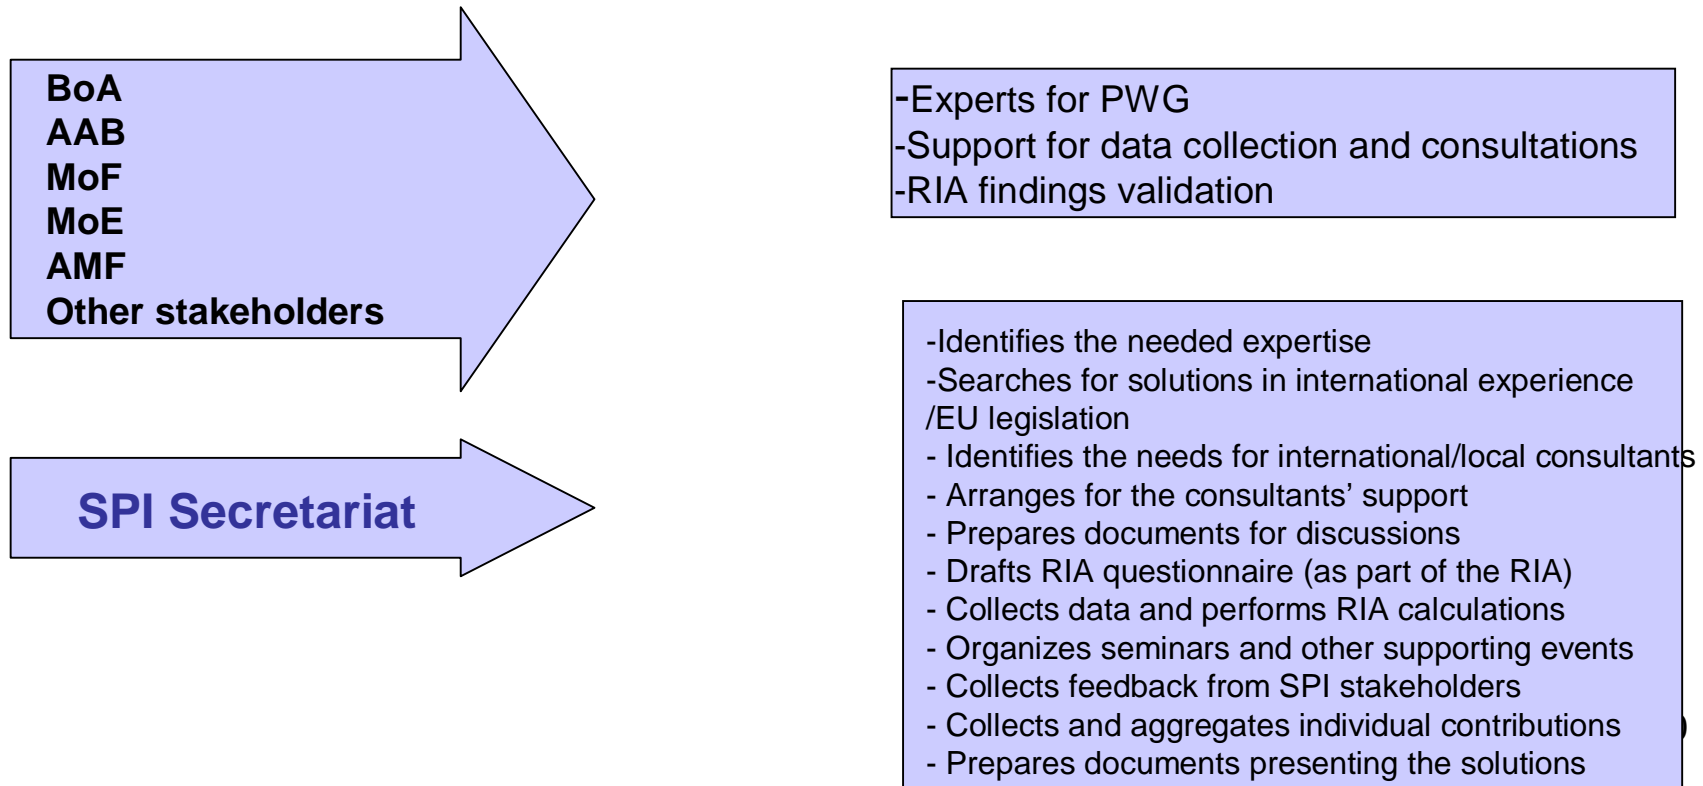 BoA
AAB
MoF
MoE
AMF
Other stakeholders
-Experts for PWG
-Support for data collection and consultations
-RIA findings validation
SPI Secretariat
-Identifies the needed expertise
-Searches for solutions in international experience
/EU legislation
- Identifies the needs for international/local consultants
- Arranges for the consultants’ support
- Prepares documents for discussions
- Drafts RIA questionnaire (as part of the RIA)
- Collects data and performs RIA calculations
- Organizes seminars and other supporting events
- Collects feedback from SPI stakeholders
- Collects and aggregates individual contributions
- Prepares documents presenting the solutions